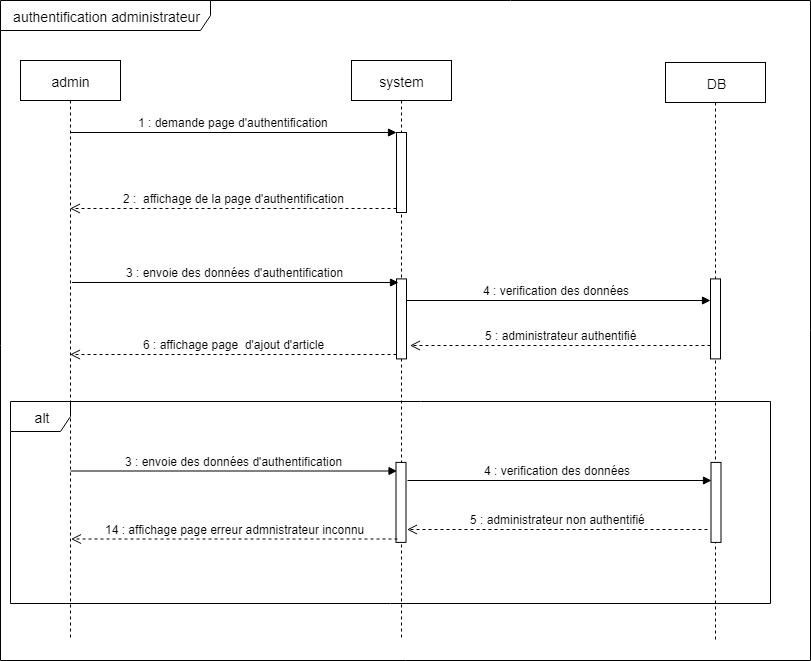 authentification administrateur
admin
system
DB
1 : demande page d'authentification
2 : affichage de la page d'authentification
3 : envoie des données d'authentification
4 : verification des données
5 : administrateur authentifié
6 : affichage page d'ajout d'article
alt
3 : envoie des données d'authentification
4 : verification des données
5 : administrateur non authentifié
14 : affichage page erreur admnistrateur inconnu